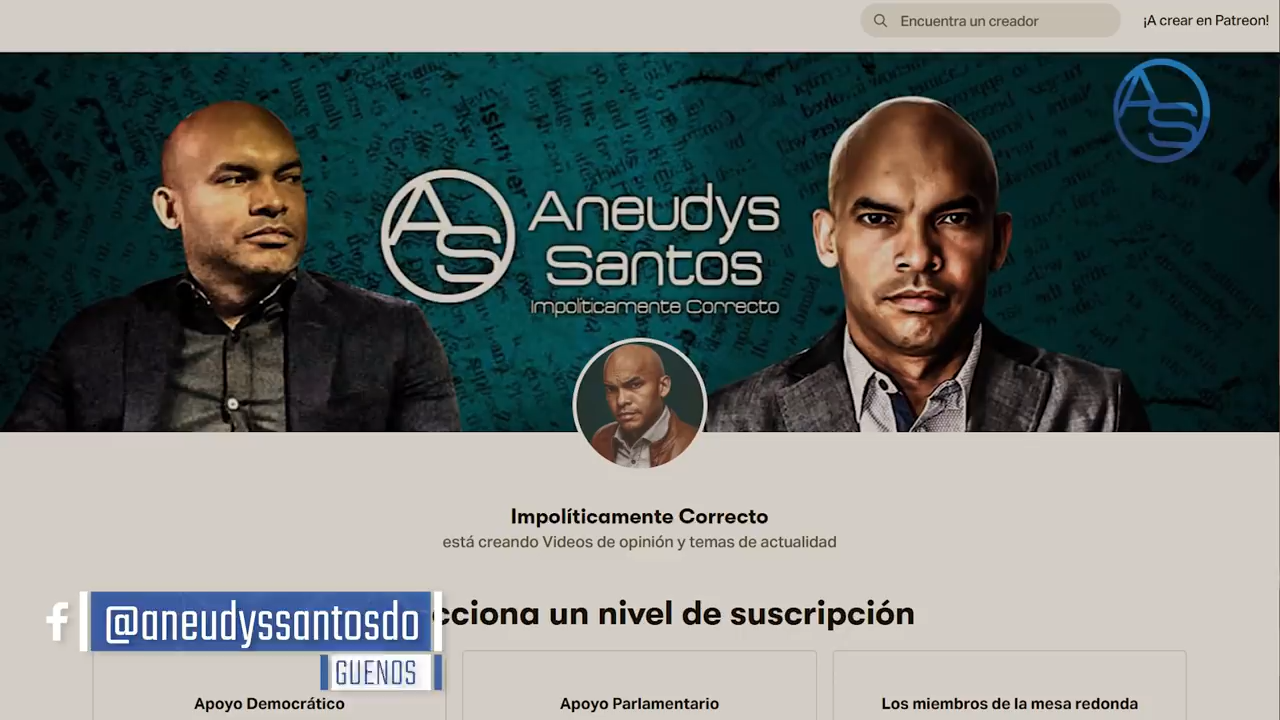 Encuentra un creador
¡A crear en Patreon!
AS
AS
Aneudys
Santos
Impolíticamente Correcto
Impolíticamente Correcto
está creando Videos de opinión y temas de actualidad
cciona un nivel de suscripción
@aneudyssantosdo
GUENOS
Apoyo Democrático
Apoyo Parlamentario
Los miembros de la mesa redonda